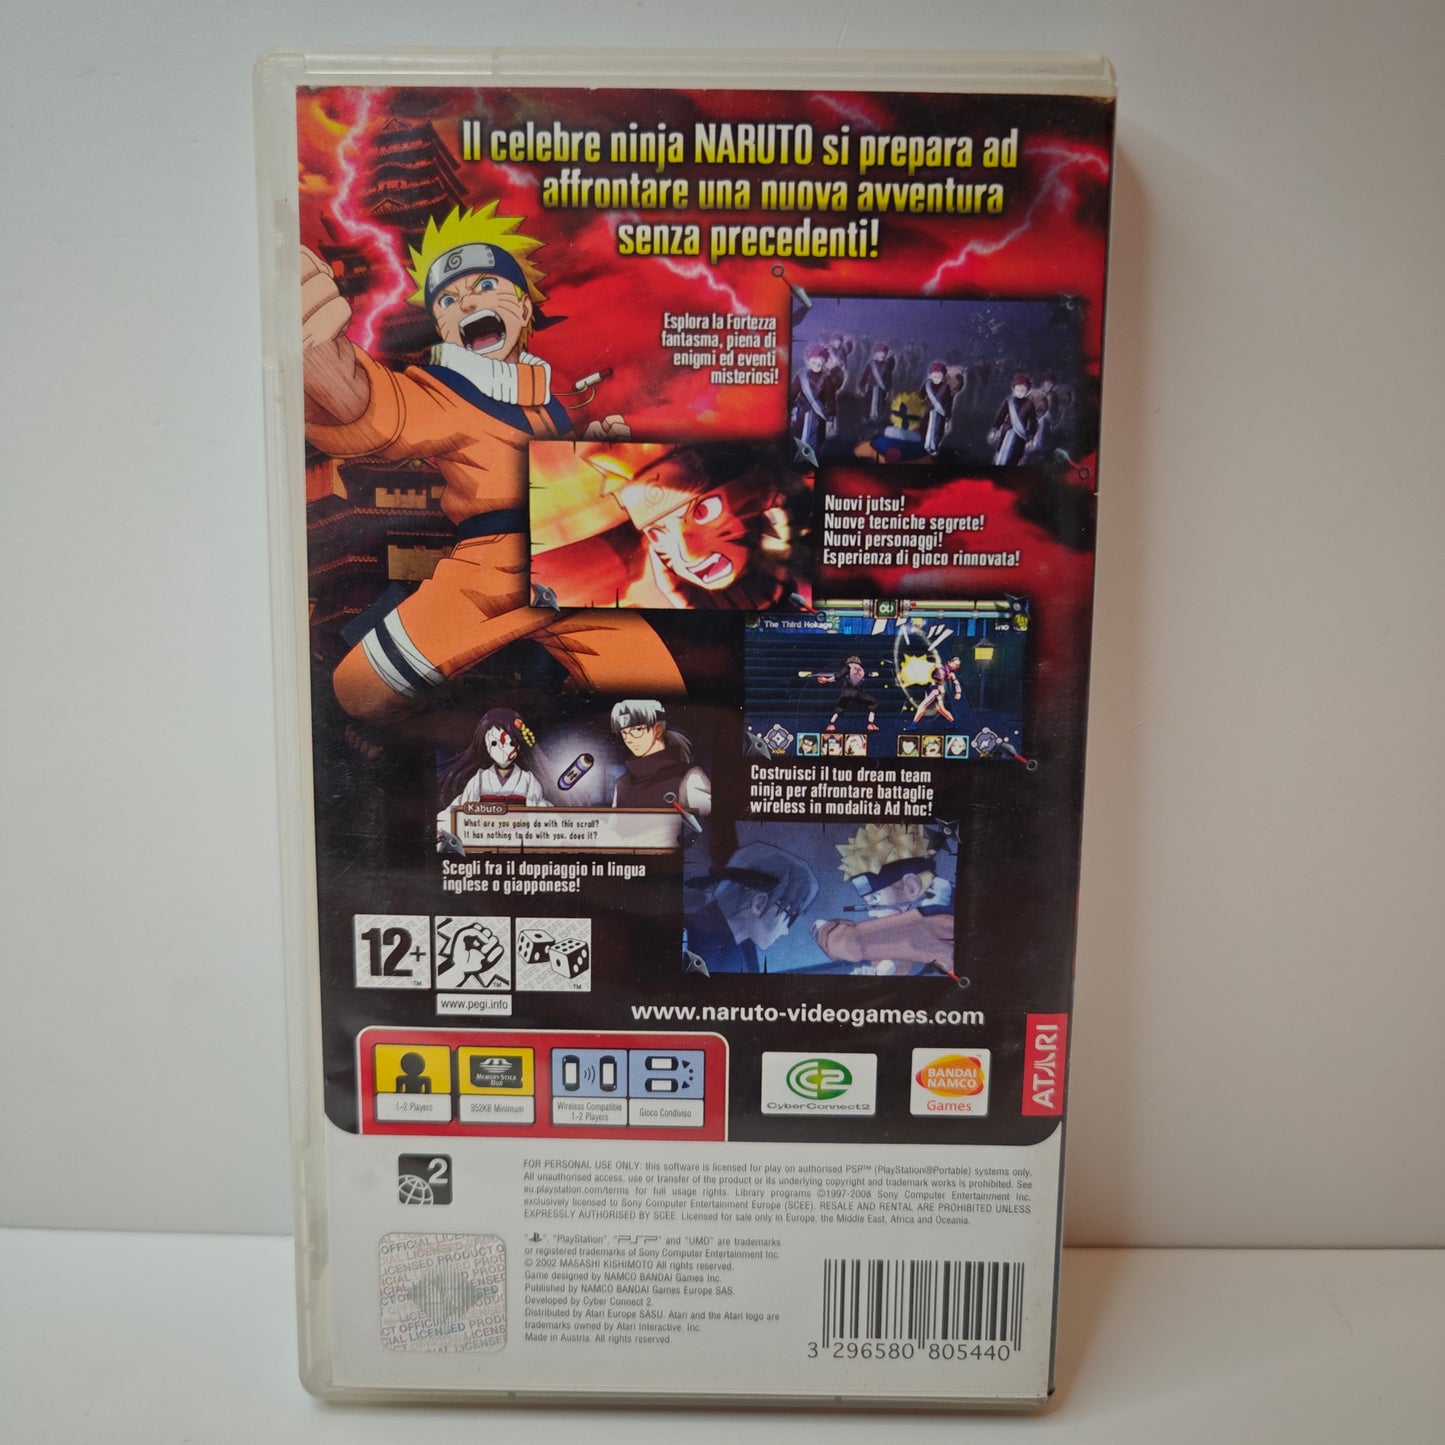 Il celebre ninja NARUTO si prepara ad
affrontare una nuova avventura
senza precedenti!
Esplora la Fortezza
fantasma, piena di
enigmi ed eventi
misteriosi!
Nuovi jutsu!
Nuove tecniche segrete!
Nuovi personaggi!
Esperienza di gioco rinnovata!
The Third Hokage
Costruisci il tuo dream team
ninja per affrontare battaglie
wireless in modalità Ad hoc!
Kabuto
What are you going do with this scroll?
It has nothing to do with you, does it?
Scegli fra il doppiaggio in lingua
inglese o giapponese!
12+
www.pegi.info
www.naruto-videogames.com
1-2 Players
MEMORY STICK
DUO
352KB Minimum
Wireless Compatible
1-2 Players
Gioco Condiviso
CyberConnect2
BANDAI
NAMCO
Games
ATARI
2
FOR PERSONAL USE ONLY: this software is licensed for play on authorised PSP™ (PlayStation®Portable) systems only.
All unauthorised access, use or transfer of the product or its underlying copyright and trademark works is prohibited. See
eu.playstation.com/terms for full usage rights. Library programs ©1997-2008 Sony Computer Entertainment Inc.
exclusively licensed to Sony Computer Entertainment Europe (SCEE). RESALE AND RENTAL ARE PROHIBITED UNLESS
EXPRESSLY AUTHORISED BY SCEE. Licensed for sale only in Europe, the Middle East, Africa and Oceania.
"PlayStation", "PSP" and "UMD" are trademarks
or registered trademarks of Sony Computer Entertainment Inc.
© 2002 MASASHI KISHIMOTO All rights reserved.
Game designed by NAMCO BANDAI Games Inc.
Published by NAMCO BANDAI Games Europe SAS.
Developed by Cyber Connect 2.
Distributed by Atari Europe SASU. Atari and the Atari logo are
trademarks owned by Atari Interactive, Inc.
Made in Austria. All rights reserved.
OFFICIAL LICENSED PRODUCT
3 296580 805440